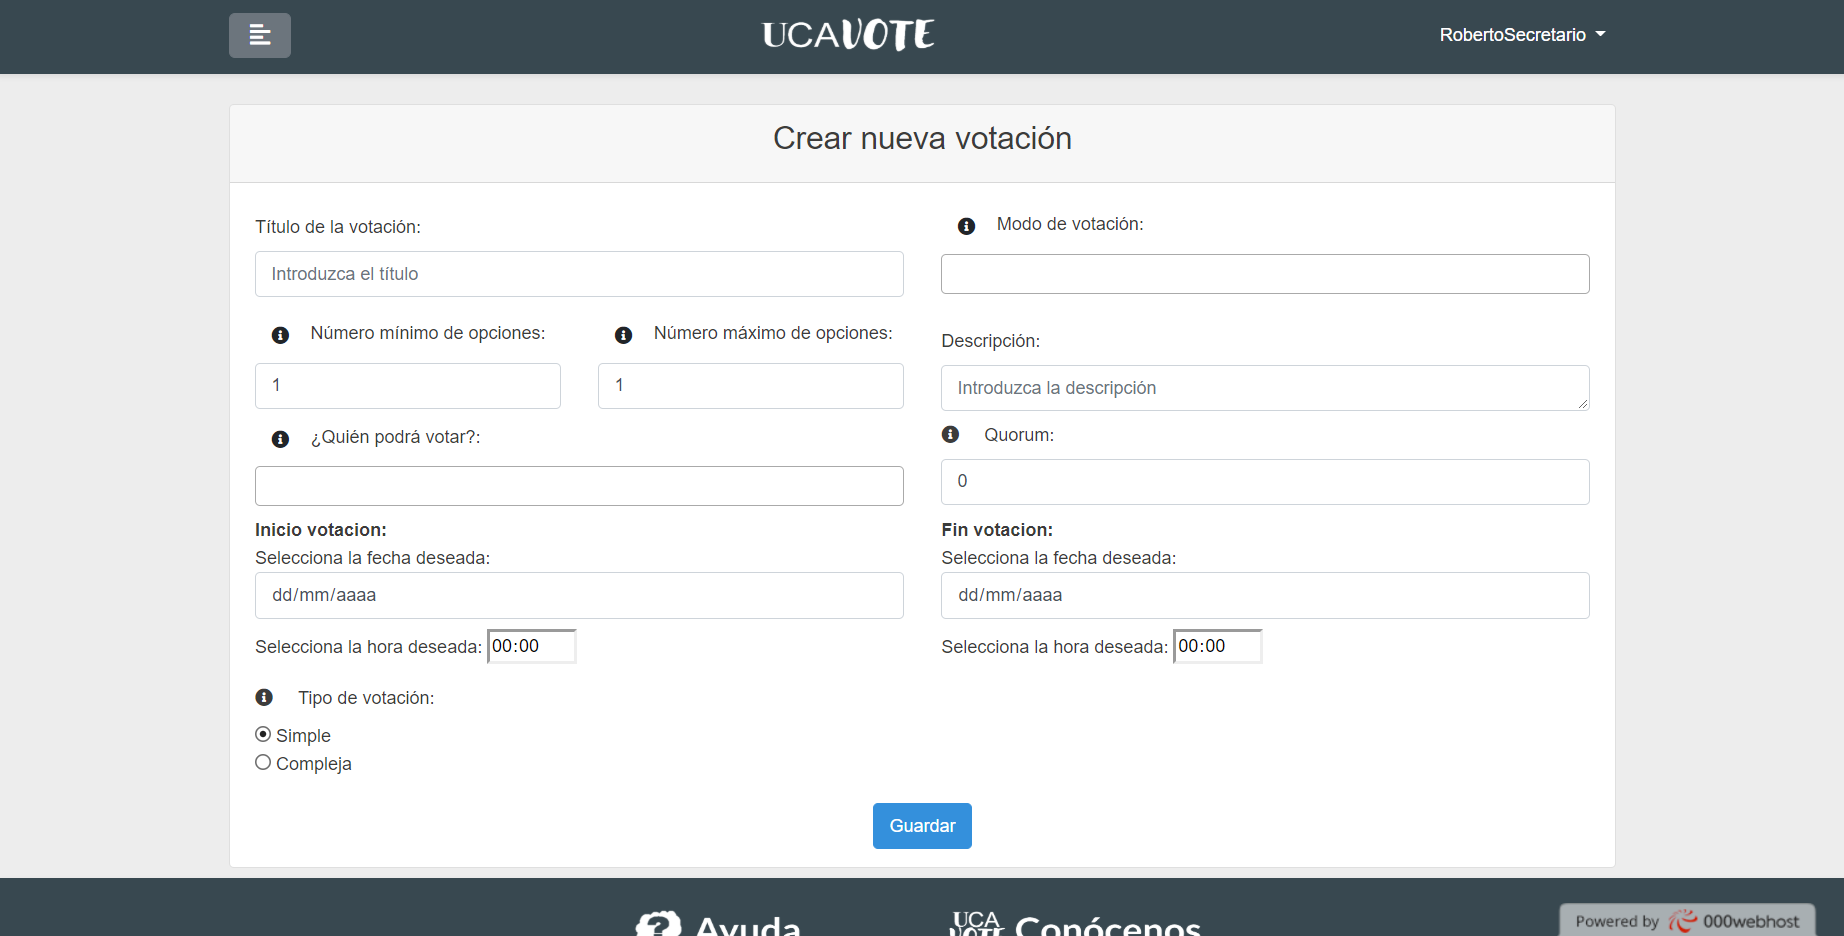 UCAVOTE
RobertoSecretario
Crear nueva votación
Título de la votación:
Introduzca el título
Modo de votación:
Número mínimo de opciones:
1
Número máximo de opciones:
1
Descripción:
Introduzca la descripción
¿Quién podrá votar?:
Quorum:
0
Inicio votacion:
Selecciona la fecha deseada:
dd/mm/aaaa
Selecciona la hora deseada: 00:00
Fin votacion:
Selecciona la fecha deseada:
dd/mm/aaaa
Selecciona la hora deseada: 00:00
Tipo de votación:
Simple
Compleja
Guardar
Ayuda
UCA
VOTE
Conócenos
Powered by 000webhost